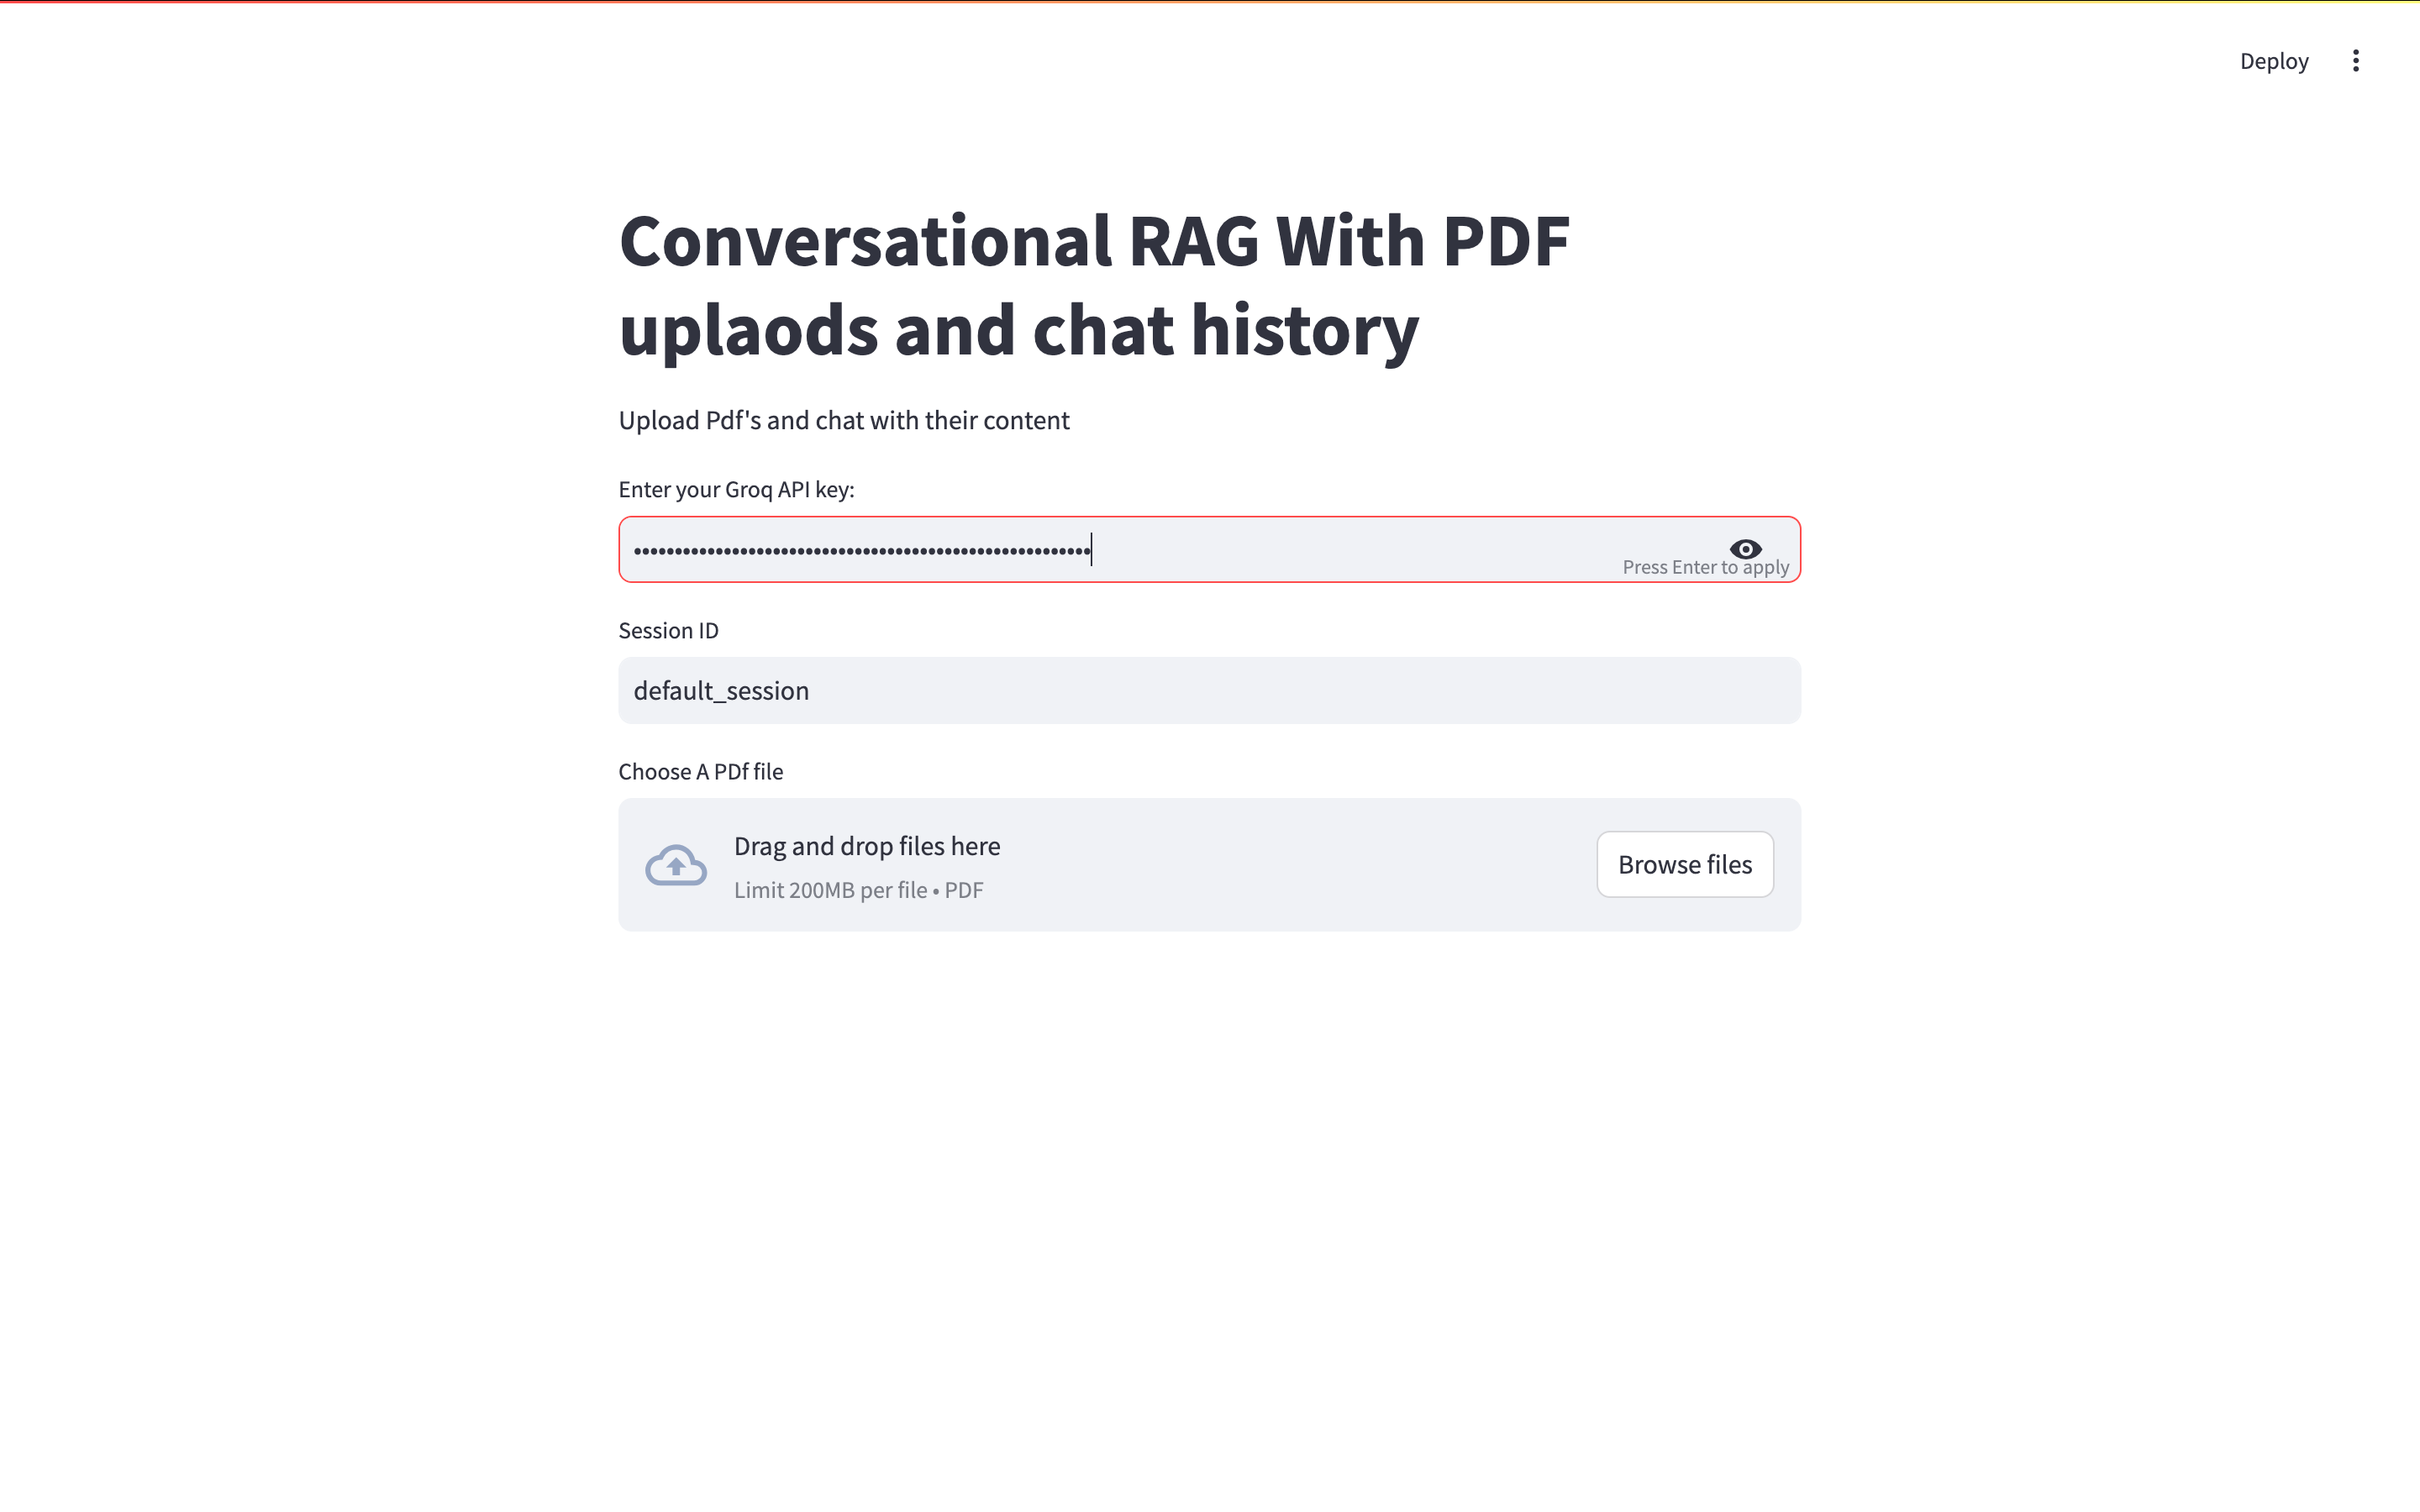 Deploy
Conversational RAG With PDF
uplaods and chat history
Upload Pdf's and chat with their content
Enter your Groq API key:
••••••••••••••••••••••••••••••••••••••••••••••••••••••••
Press Enter to apply
Session ID
default_session
Choose A PDf file
Drag and drop files here
Limit 200MB per file • PDF
Browse files